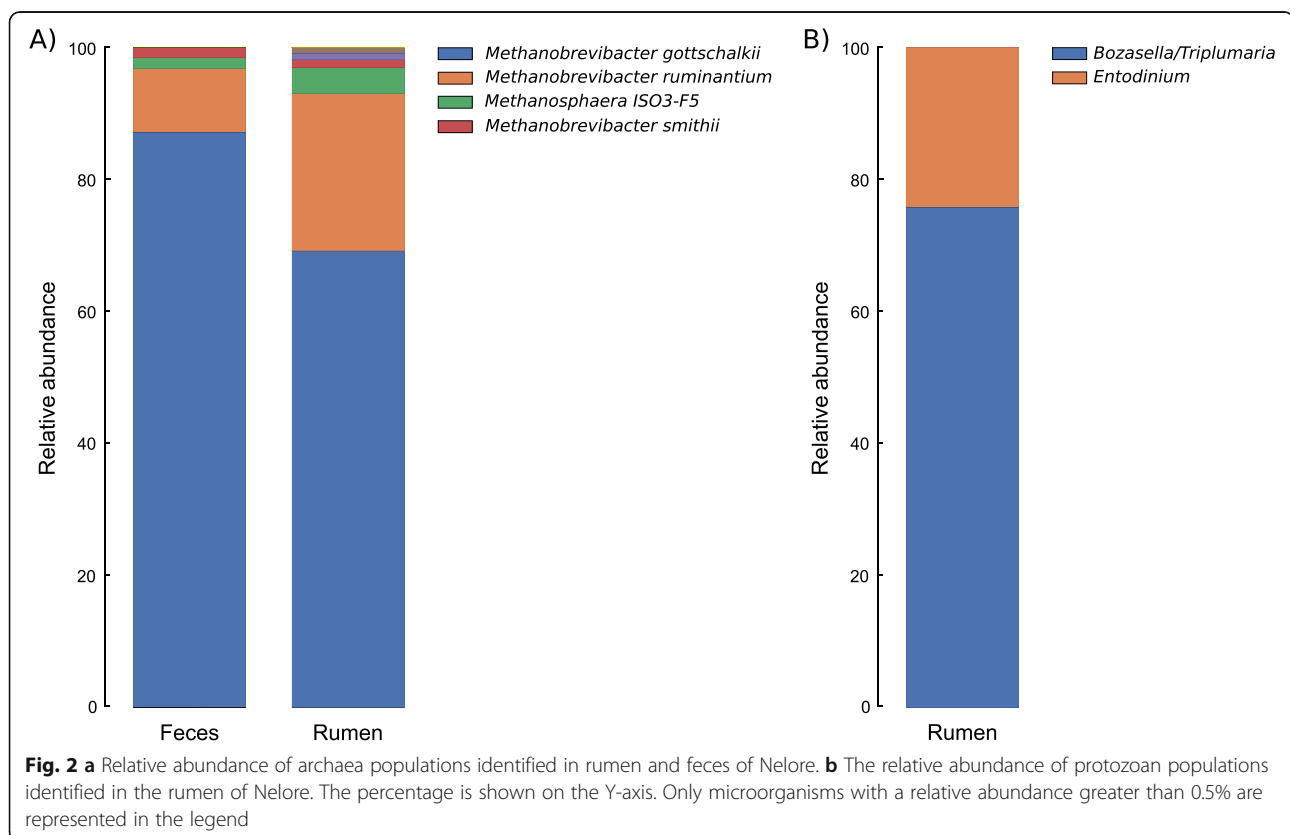 A)
100
80
60
40
20
0
Relative abundance
Feces
Rumen
Methanobrevibacter gottschalkii
Methanobrevibacter ruminantium
Methanosphaera ISO3-F5
Methanobrevibacter smithii
B)
100
80
60
40
20
0
Relative abundance
Rumen
Bozasella/Triplumaria
Entodinium
Fig. 2 a Relative abundance of archaea populations identified in rumen and feces of Nelore. b The relative abundance of protozoan populations
identified in the rumen of Nelore. The percentage is shown on the Y-axis. Only microorganisms with a relative abundance greater than 0.5% are
represented in the legend